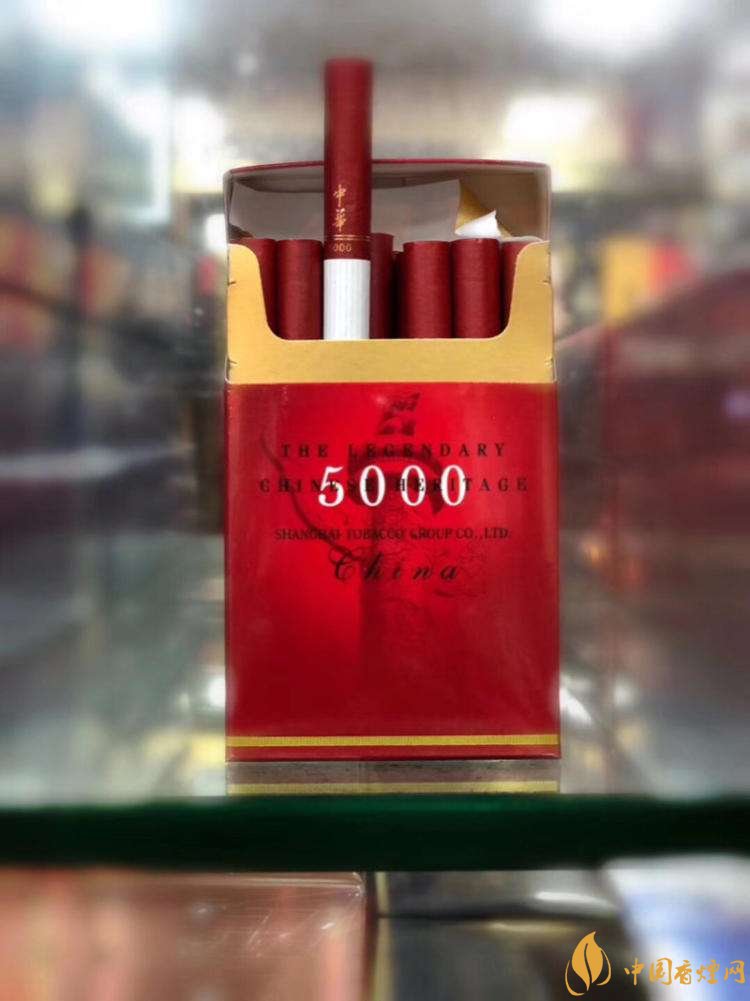 中華
5000
THE LEGENDARY
CHINESE HERITAGE
5000
SHANGHAI TOBACCO GROUP CO., LTD.
China
中国香烟网